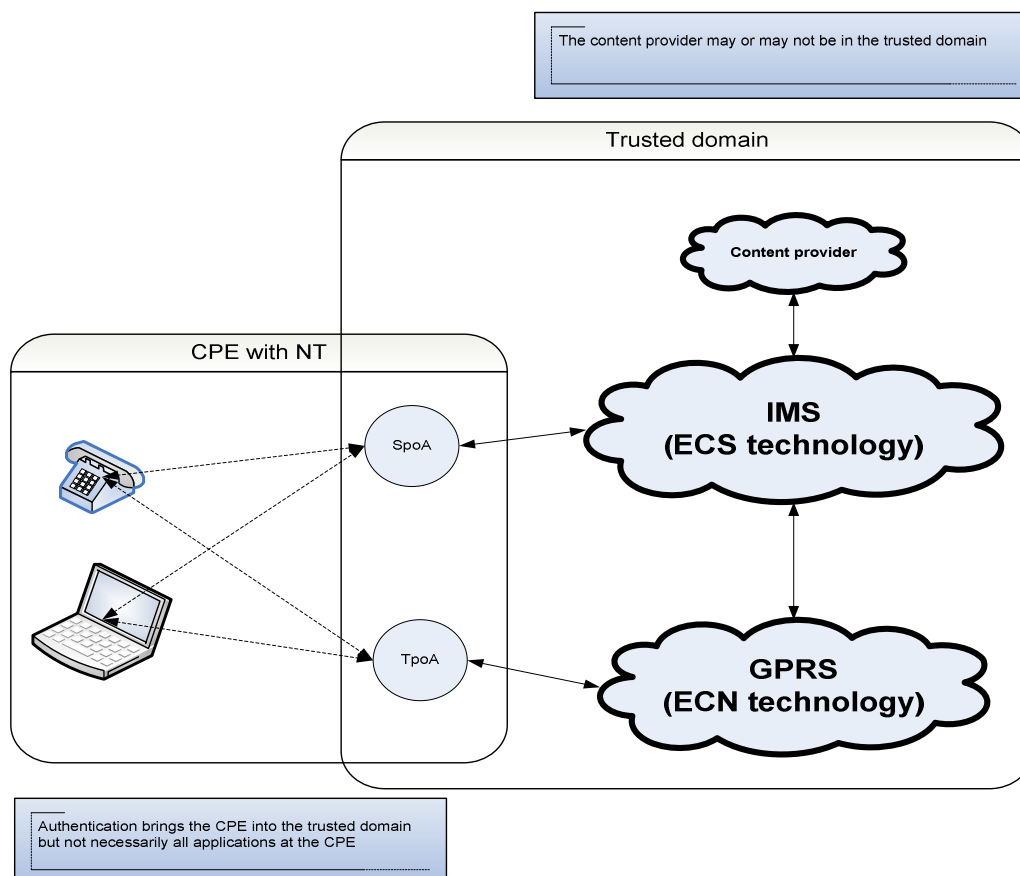 The content provider may or may not be in the trusted domain
Trusted domain
Content provider
CPE with NT
IMS
(ECS technology)
SpoA
TpoA
GPRS
(ECN technology)
Authentication brings the CPE into the trusted domain
but not necessarily all applications at the CPE